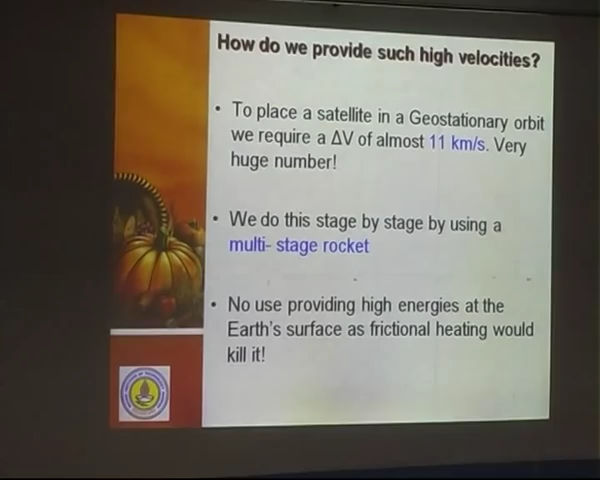 How do we provide such high velocities?
• To place a satellite in a Geostationary orbit
we require a ΔV of almost 11 km/s. Very
huge number!
• We do this stage by stage by using a
multi- stage rocket
• No use providing high energies at the
Earth's surface as frictional heating would
kill it!